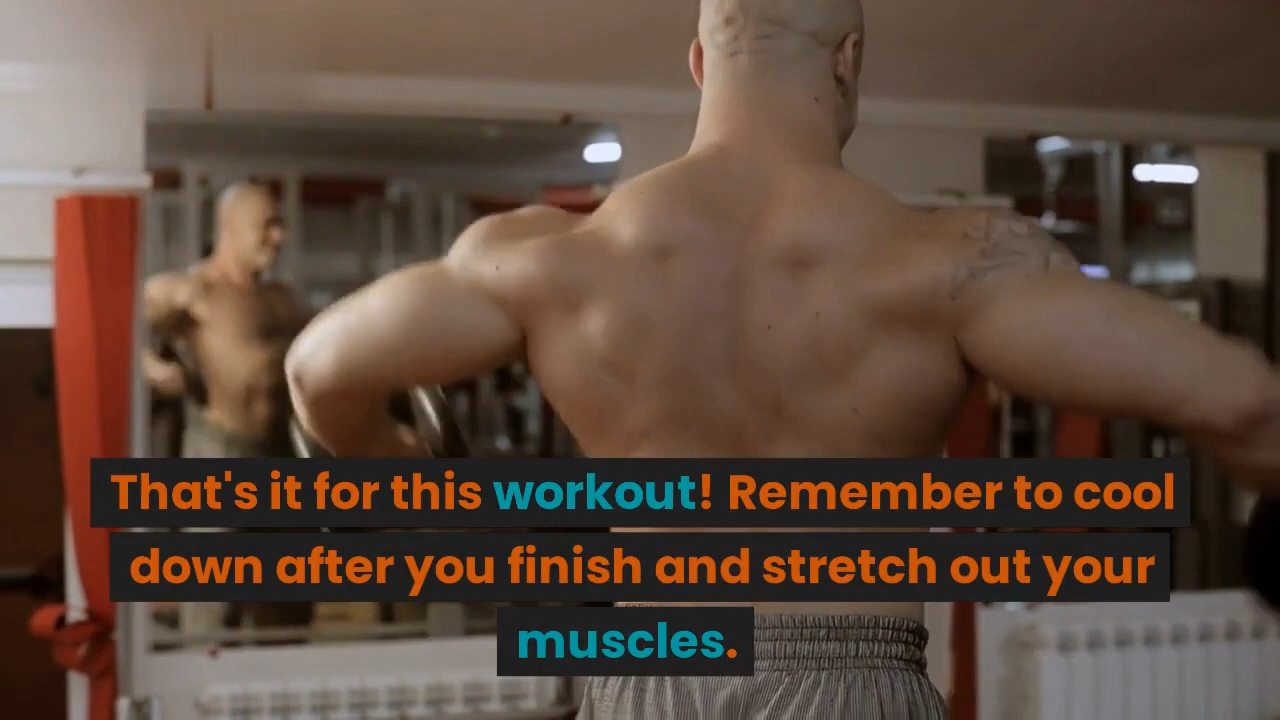 That's it for this workout! Remember to cool
down after you finish and stretch out your
muscles.